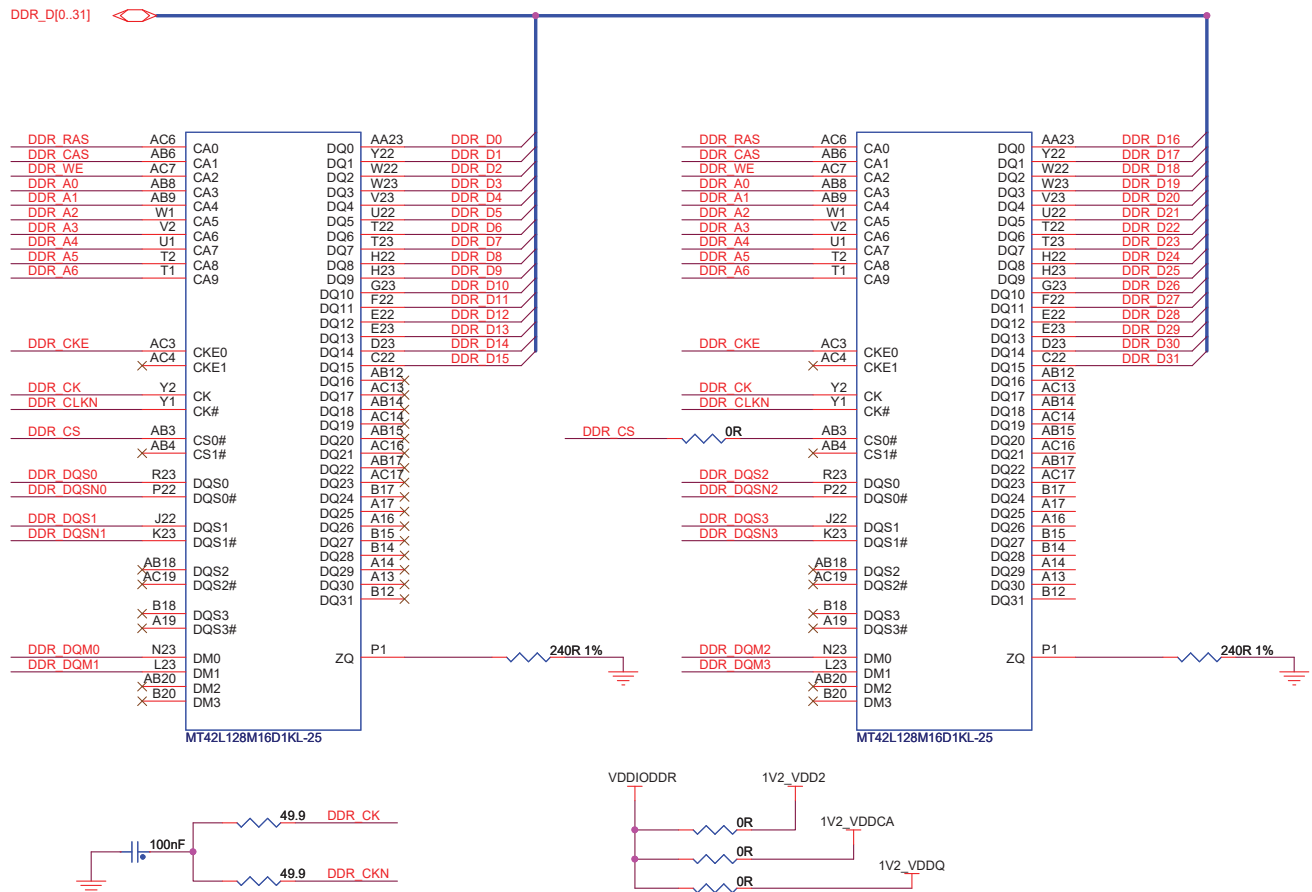 DDR_D[0..31]
DDR_RAS AC6 CA0 DQ0 AA23 DDR_D0
DDR_CAS AB6 CA1 DQ1 Y22 DDR_D1
DDR_WE AC7 CA2 DQ2 W22 DDR_D2
DDR_A0 AB8 CA3 DQ3 W23 DDR_D3
DDR_A1 AB9 CA4 DQ4 V23 DDR_D4
DDR_A2 W1 CA5 DQ5 U22 DDR_D5
DDR_A3 V2 CA6 DQ6 T22 DDR_D6
DDR_A4 U1 CA7 DQ7 T23 DDR_D7
DDR_A5 T2 CA8 DQ8 H22 DDR_D8
DDR_A6 T1 CA9 DQ9 H23 DDR_D9
DQ10 G23 DDR_D10
DQ11 F22 DDR_D11
DQ12 E22 DDR_D12
DQ13 E23 DDR_D13
DDR_CKE AC3 CKE0 DQ14 D23 DDR_D14
AC4 CKE1 DQ15 C22 DDR_D15
DQ16 AB12
DDR_CK Y2 CK DQ17 AC13
DDR_CLKN Y1 CK# DQ18 AB14
DQ19 AC14
DDR_CS AB3 CS0# DQ20 AB15
AB4 CS1# DQ21 AC16
DQ22 AB17
DDR_DQS0 R23 DQS0 DQ23 AC17
DDR_DQSN0 P22 DQS0# DQ24 B17
DQ25 A17
DDR_DQS1 J22 DQS1 DQ26 A16
DDR_DQSN1 K23 DQS1# DQ27 B15
DQ28 B14
AB18 DQS2 DQ29 A14
AC19 DQS2# DQ30 A13
DQ31 B12
B18 DQS3
A19 DQS3#
DDR_DQM0 N23 DM0 ZQ P1 240R 1%
DDR_DQM1 L23 DM1
AB20 DM2
B20 DM3
MT42L128M16D1KL-25
DDR_RAS AC6 CA0 DQ0 AA23 DDR_D16
DDR_CAS AB6 CA1 DQ1 Y22 DDR_D17
DDR_WE AC7 CA2 DQ2 W22 DDR_D18
DDR_A0 AB8 CA3 DQ3 W23 DDR_D19
DDR_A1 AB9 CA4 DQ4 V23 DDR_D20
DDR_A2 W1 CA5 DQ5 U22 DDR_D21
DDR_A3 V2 CA6 DQ6 T22 DDR_D22
DDR_A4 U1 CA7 DQ7 T23 DDR_D23
DDR_A5 T2 CA8 DQ8 H22 DDR_D24
DDR_A6 T1 CA9 DQ9 H23 DDR_D25
DQ10 G23 DDR_D26
DQ11 F22 DDR_D27
DQ12 E22 DDR_D28
DQ13 E23 DDR_D29
DDR_CKE AC3 CKE0 DQ14 D23 DDR_D30
AC4 CKE1 DQ15 C22 DDR_D31
DQ16 AB12
DDR_CK Y2 CK DQ17 AC13
DDR_CLKN Y1 CK# DQ18 AB14
DQ19 AC14
DDR_CS 0R AB3 CS0# DQ20 AB15
AB4 CS1# DQ21 AC16
DQ22 AB17
DDR_DQS2 R23 DQS0 DQ23 AC17
DDR_DQSN2 P22 DQS0# DQ24 B17
DQ25 A17
DDR_DQS3 J22 DQS1 DQ26 A16
DDR_DQSN3 K23 DQS1# DQ27 B15
DQ28 B14
AB18 DQS2 DQ29 A14
AC19 DQS2# DQ30 A13
DQ31 B12
B18 DQS3
A19 DQS3#
DDR_DQM2 N23 DM0 ZQ P1 240R 1%
DDR_DQM3 L23 DM1
AB20 DM2
B20 DM3
MT42L128M16D1KL-25
49.9 DDR_CK
100nF
49.9 DDR_CKN
VDDIODDR 1V2_VDD2
0R 1V2_VDDCA
0R 1V2_VDDQ
0R